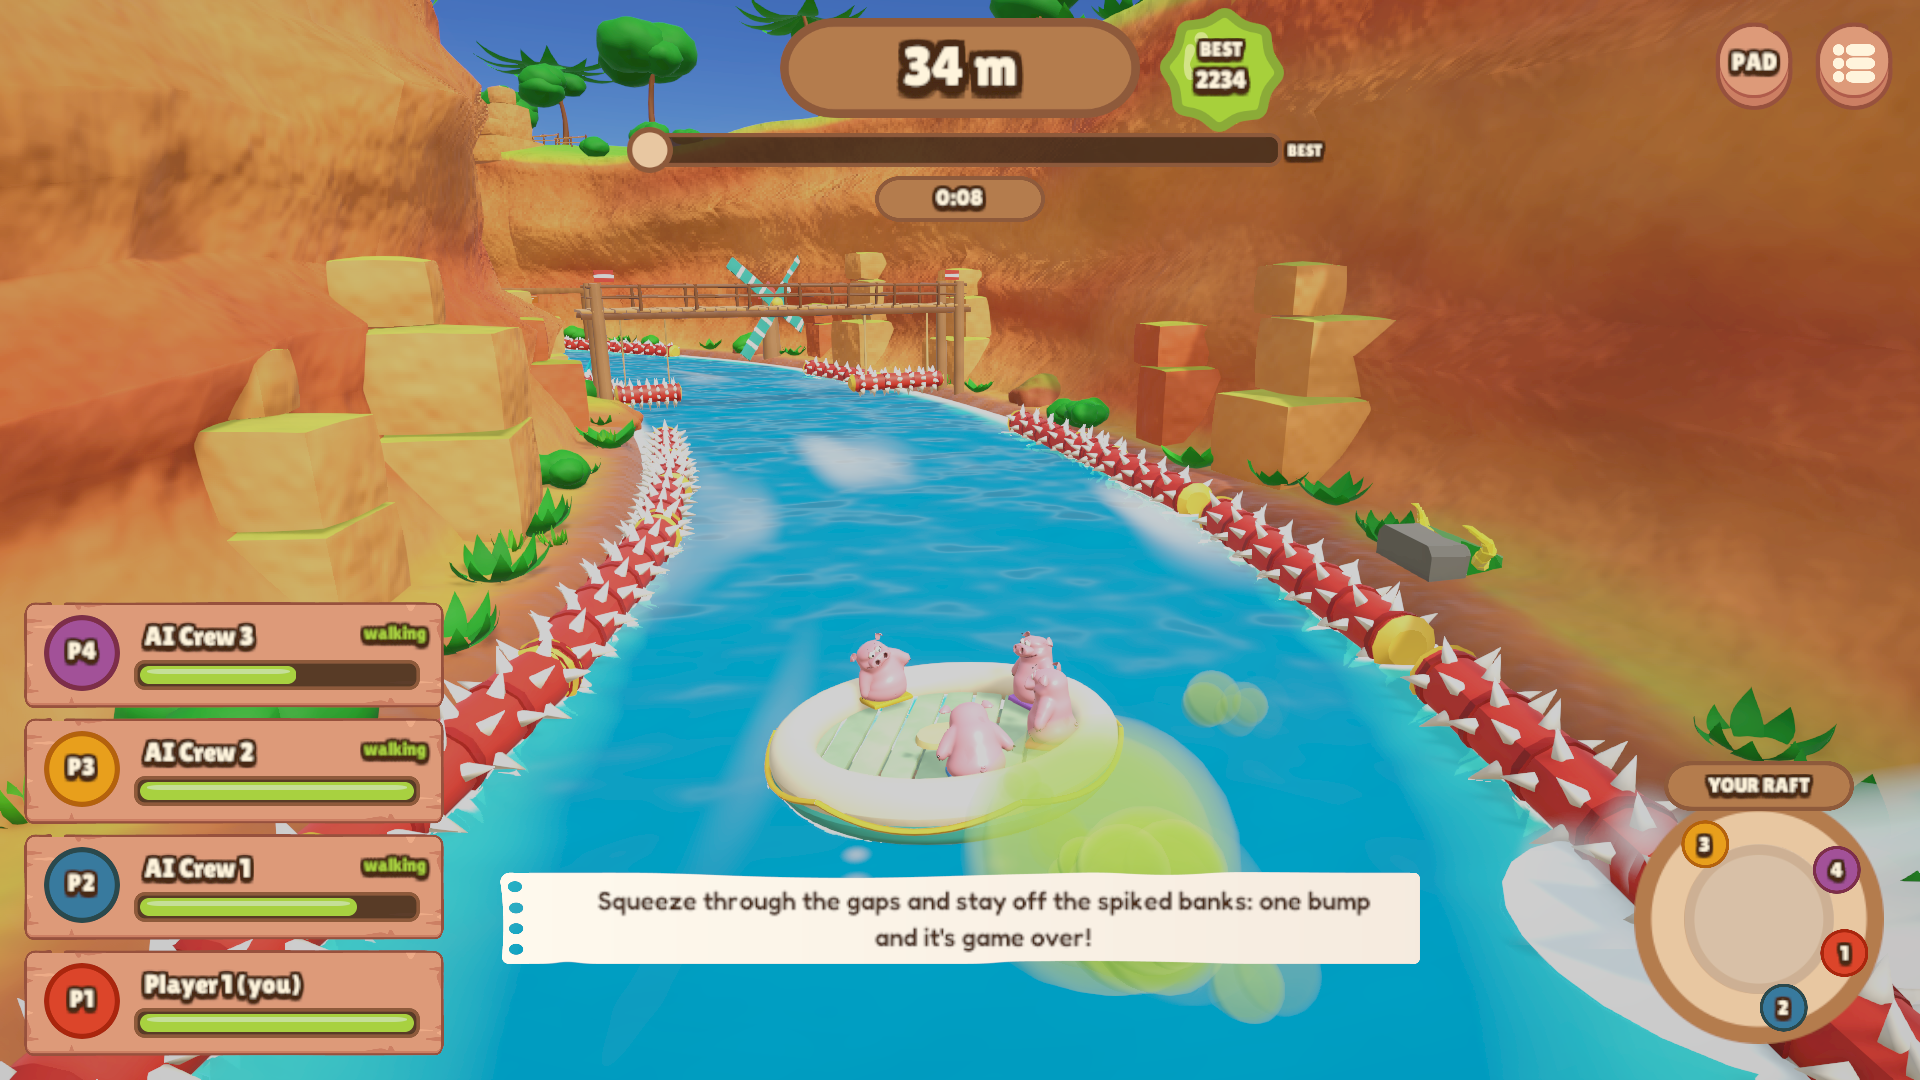 34 m
BEST
2234
PAD
BEST
0:08
P4
AI Crew 3
walking
P3
AI Crew 2
walking
P2
AI Crew 1
walking
P1
Player 1 (you)
Squeeze through the gaps and stay off the spiked banks: one bump
and it's game over!
YOUR RAFT
3
4
1
2